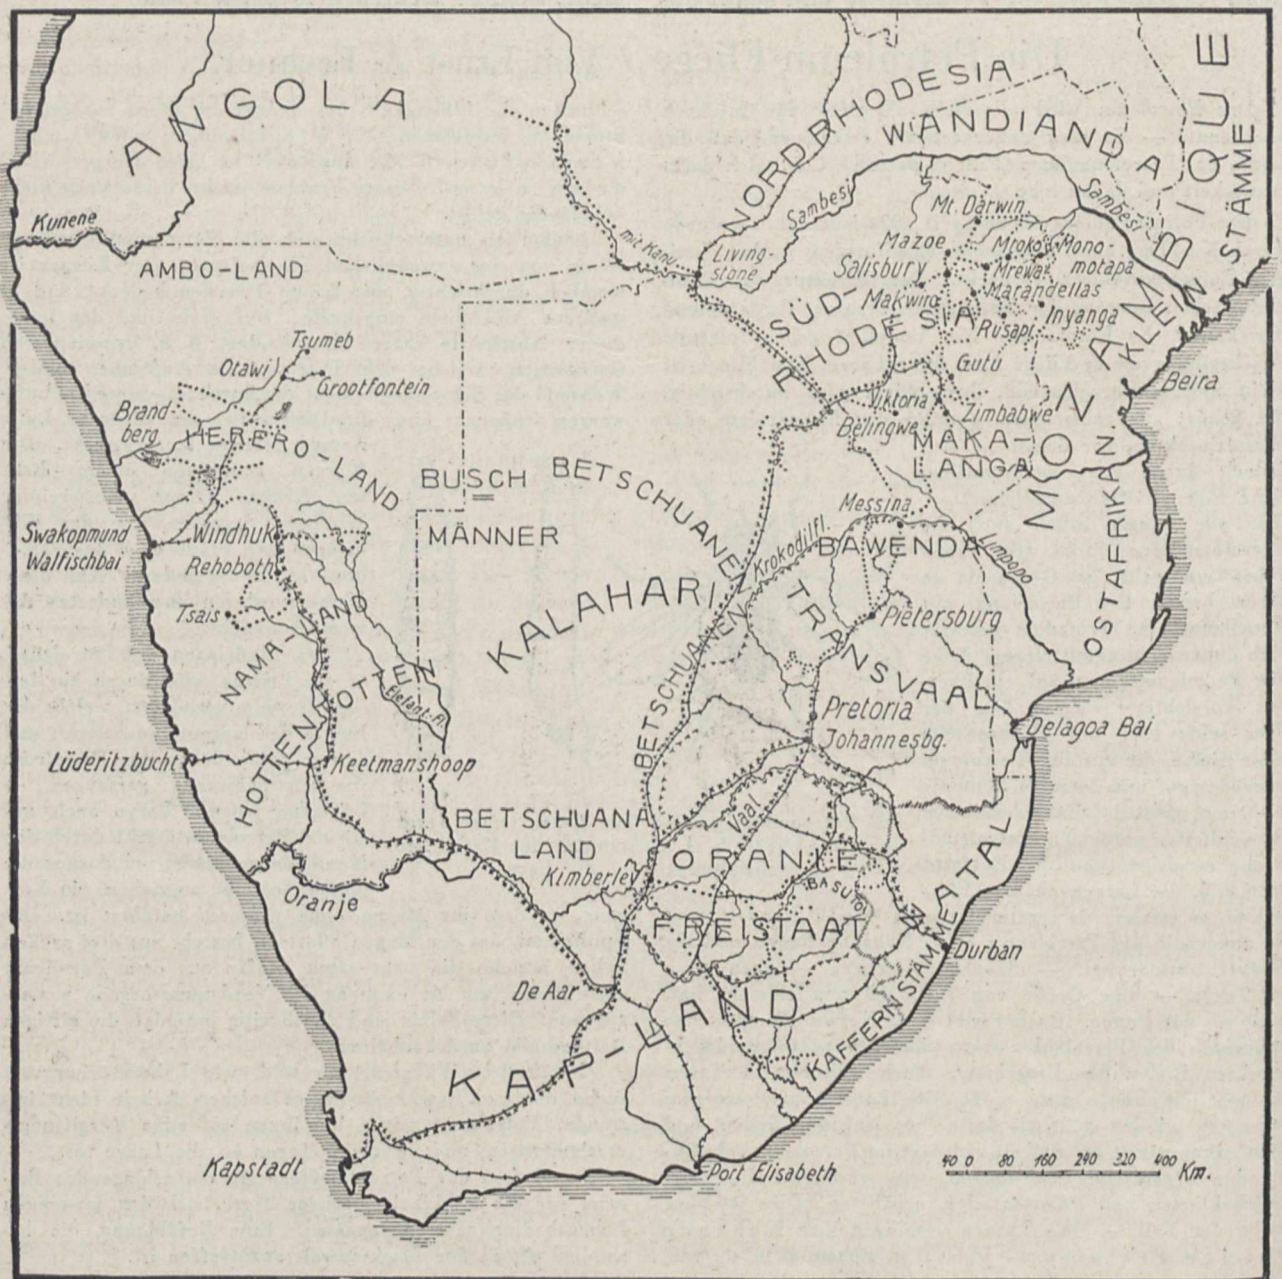 ANGOLA
Kunene
AMBO-LAND
mit Kanu
NORDRHODESIA
WANDIANDA
Sambesi
Sambesi
Living-
stone
Mt. Darwin
Mazoe
Mtoko
Mono-
motapa
Salisbury
Mrewa
Makwiro
Marandellas
Inyanga
Rusapi
SÜD-
RHODESIA
Gutu
Viktoria
Zimbabwe
Belingwe
MAKA-
LANGA
MOZAMBIQUE
KLEIN STÄMME
Beira
Tsumeb
Otawi
Grootfontein
Brand
berg
HERERO-LAND
BUSCH
MÄNNER
BETSCHUANEN
Swakopmund
Walfischbai
Windhuk
Rehoboth
Tsais
NAMA-LAND
HOTTENTOTTEN
Elefant-R.
KALAHARI
BETSCHUANEN
Krokodilfl.
Messina
BAWENDA
Limpopo
OSTAFRIKA
Pietersburg
TRANSVAAL
Pretoria
Johannesbg.
Delagoa Bai
Lüderitzbucht
Keetmanshoop
BETSCHUANA
LAND
Kimberley
Vaal
ORANJE
FREISTAAT
BASUTO
NATAL
Oranje
Durban
De Aar
KAP-LAND
KAFFERN STÄMME
Kapstadt
Port Elisabeth
40 0 80 160 240 320 400 Km.